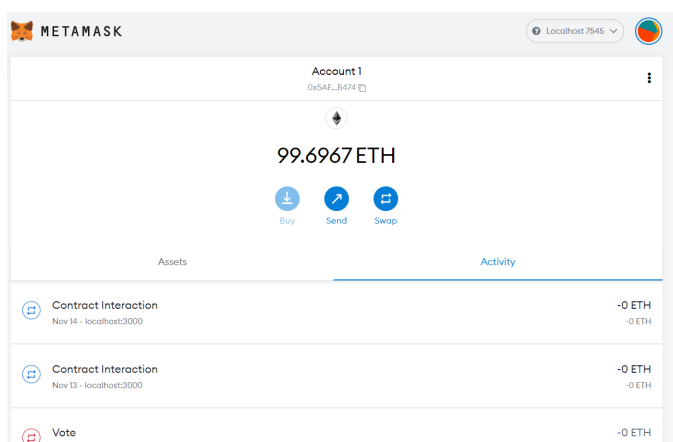 METAMASK
Localhost 7545
Account 1
0x5AF...B474
99.6967 ETH
Buy Send Swap
Assets Activity
Contract Interaction -0 ETH
Nov 14 - localhost:3000 -0 ETH
Contract Interaction -0 ETH
Nov 13 - localhost:3000 -0 ETH
Vote -0 ETH